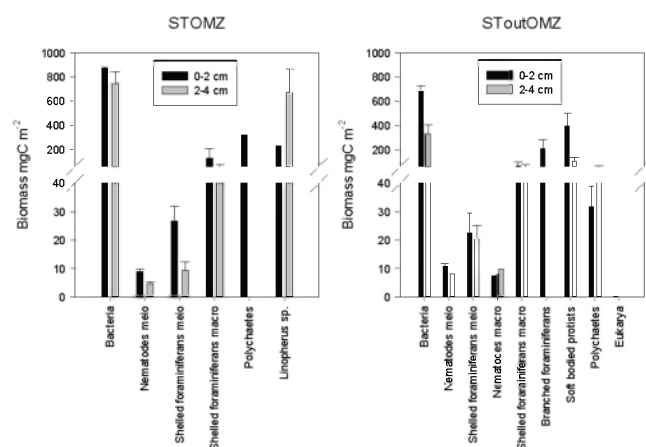 STOMZ
1000
800
600
400
200
40
30
20
10
0
Biomass mgC m-2
0-2 cm
2-4 cm
Bacteria
Nematodes meio
Shelled foraminiferans meio
Shelled foraminiferans macro
Polychaetes
Linopherus sp.
SToutOMZ
1000
800
600
400
200
40
30
20
10
0
Biomass mgC m-2
0-2 cm
2-4 cm
Bacteria
Nematodes meio
Shelled foraminiferans meio
Nematoces macro
Shelled foraminiferans macro
Branched foraminiferans
Soft bodied protists
Polychaetes
Eukarya